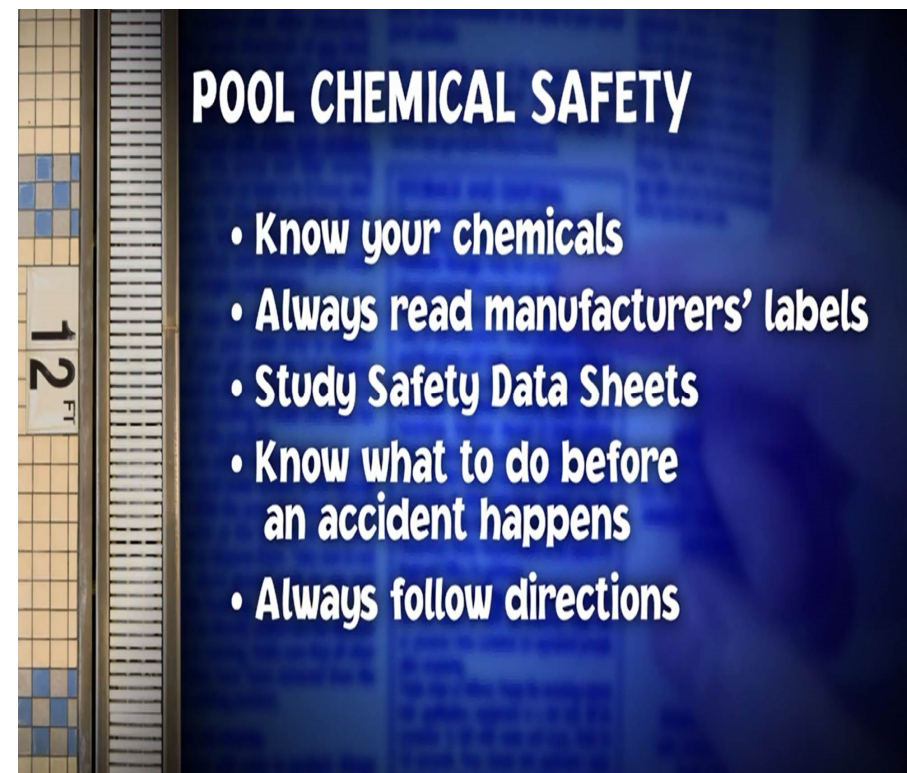 POOL CHEMICAL SAFETY
• Know your chemicals
• Always read manufacturers' labels
• Study Safety Data Sheets
• Know what to do before
an accident happens
• Always follow directions
12 FT